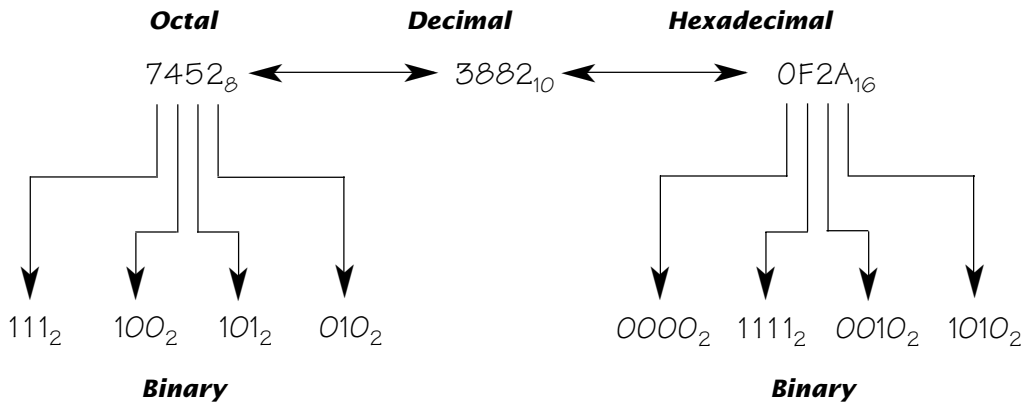 Octal Decimal Hexadecimal
7452₈ 3882₁₀ 0F2A₁₆
111₂ 100₂ 101₂ 010₂ 0000₂ 1111₂ 0010₂ 1010₂
Binary Binary